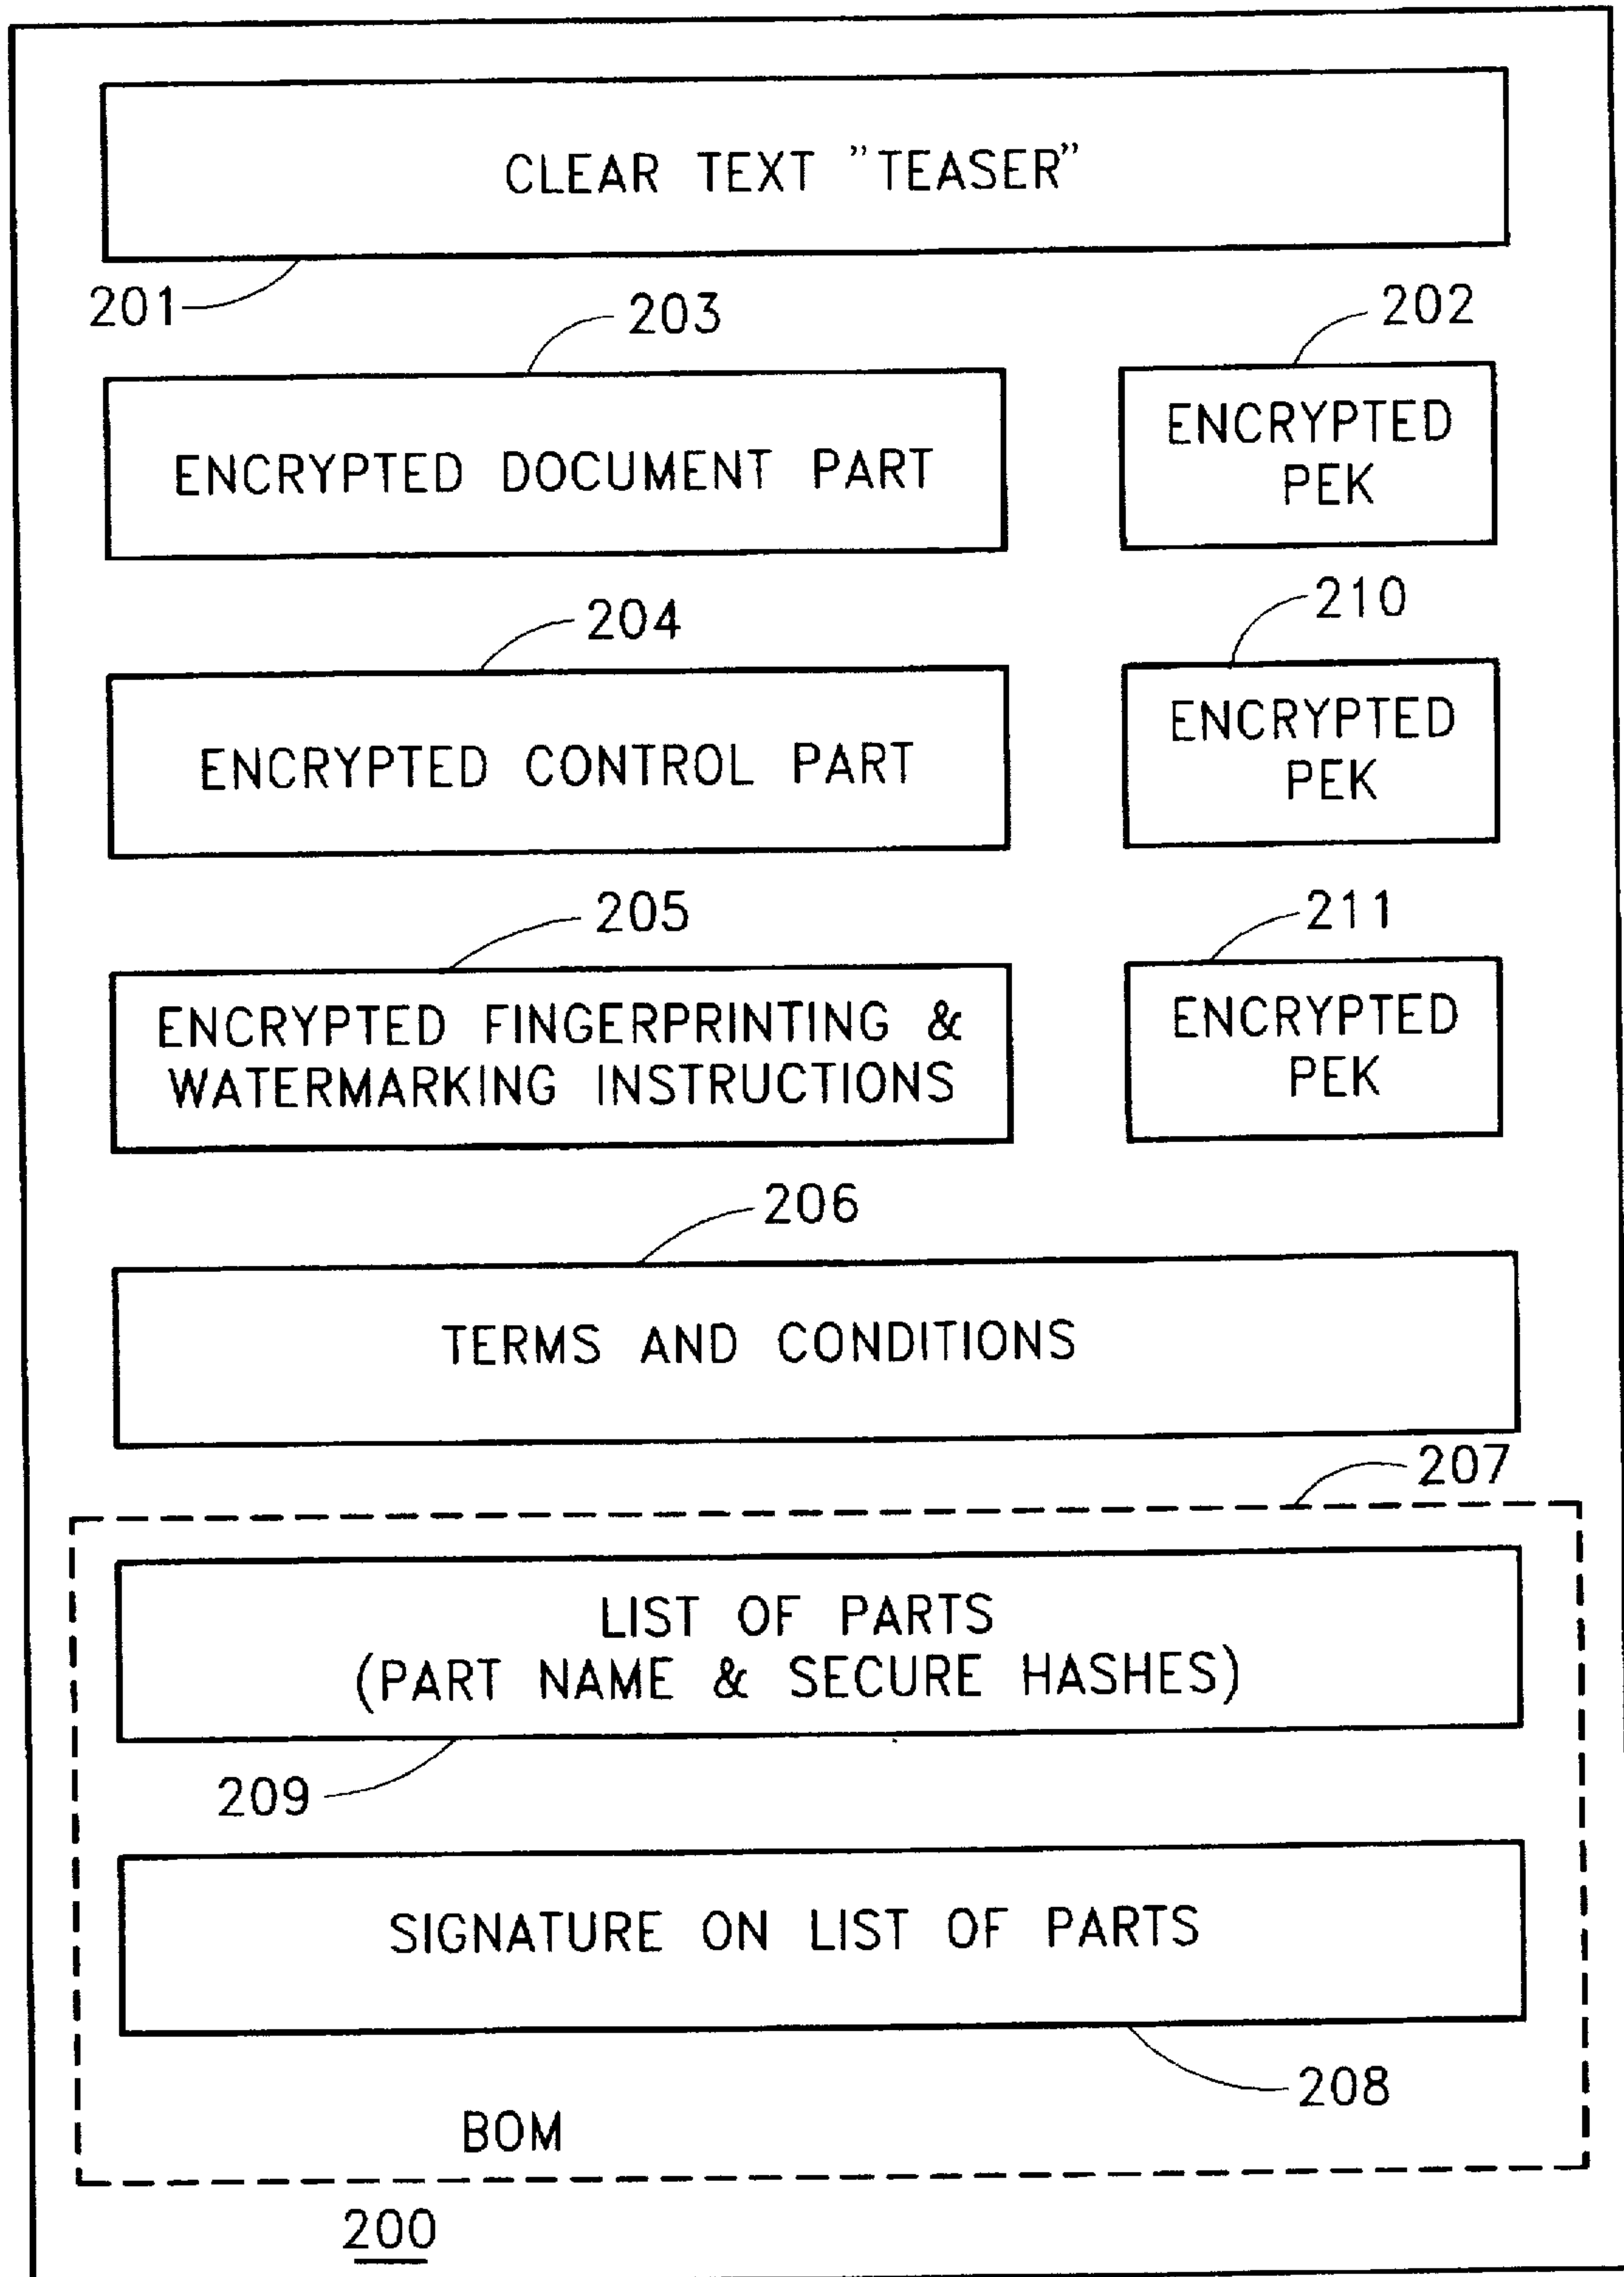 CLEAR TEXT "TEASER"
201
203
202
ENCRYPTED DOCUMENT PART
ENCRYPTED
PEK
204
210
ENCRYPTED CONTROL PART
ENCRYPTED
PEK
205
211
ENCRYPTED FINGERPRINTING &
WATERMARKING INSTRUCTIONS
ENCRYPTED
PEK
206
TERMS AND CONDITIONS
207
LIST OF PARTS
(PART NAME & SECURE HASHES)
209
SIGNATURE ON LIST OF PARTS
208
BOM
200